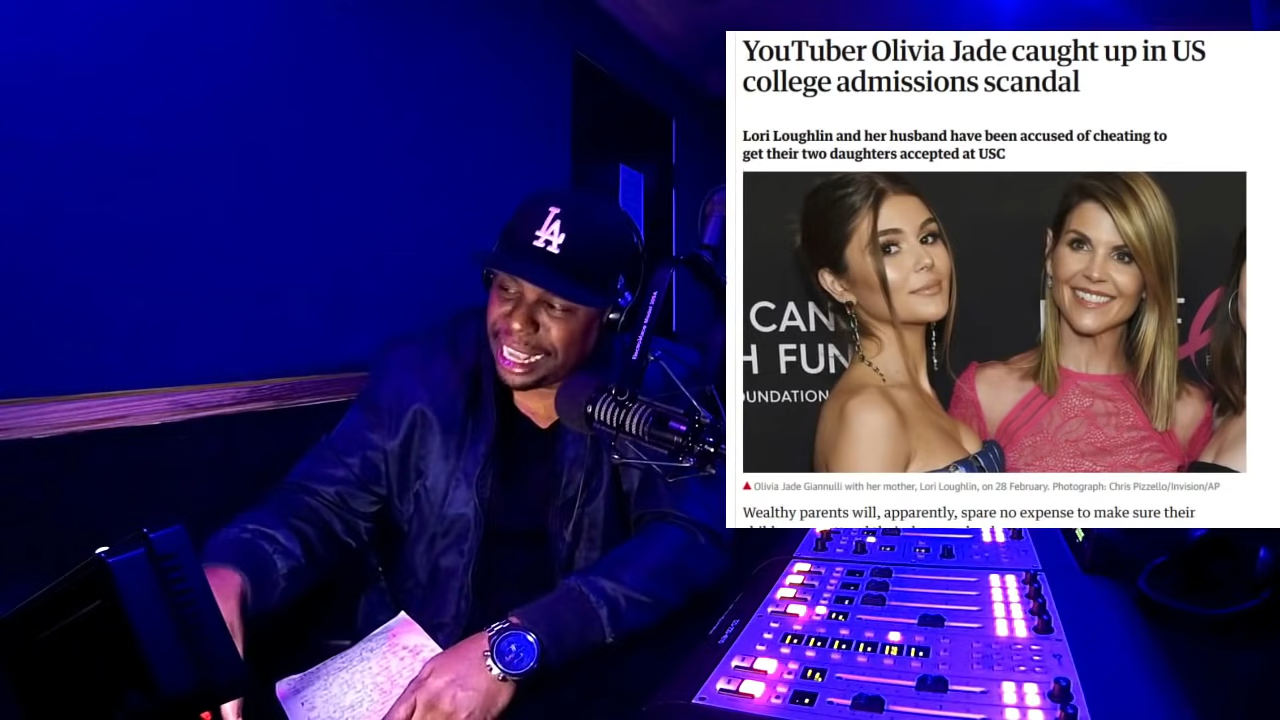 YouTuber Olivia Jade caught up in US
college admissions scandal
Lori Loughlin and her husband have been accused of cheating to
get their two daughters accepted at USC
CAN
H FUN
OUNDATION
Olivia Jade Giannulli with her mother, Lori Loughlin, on 28 February. Photograph: Chris Pizzello/Invision/AP
Wealthy parents will, apparently, spare no expense to make sure their
LA